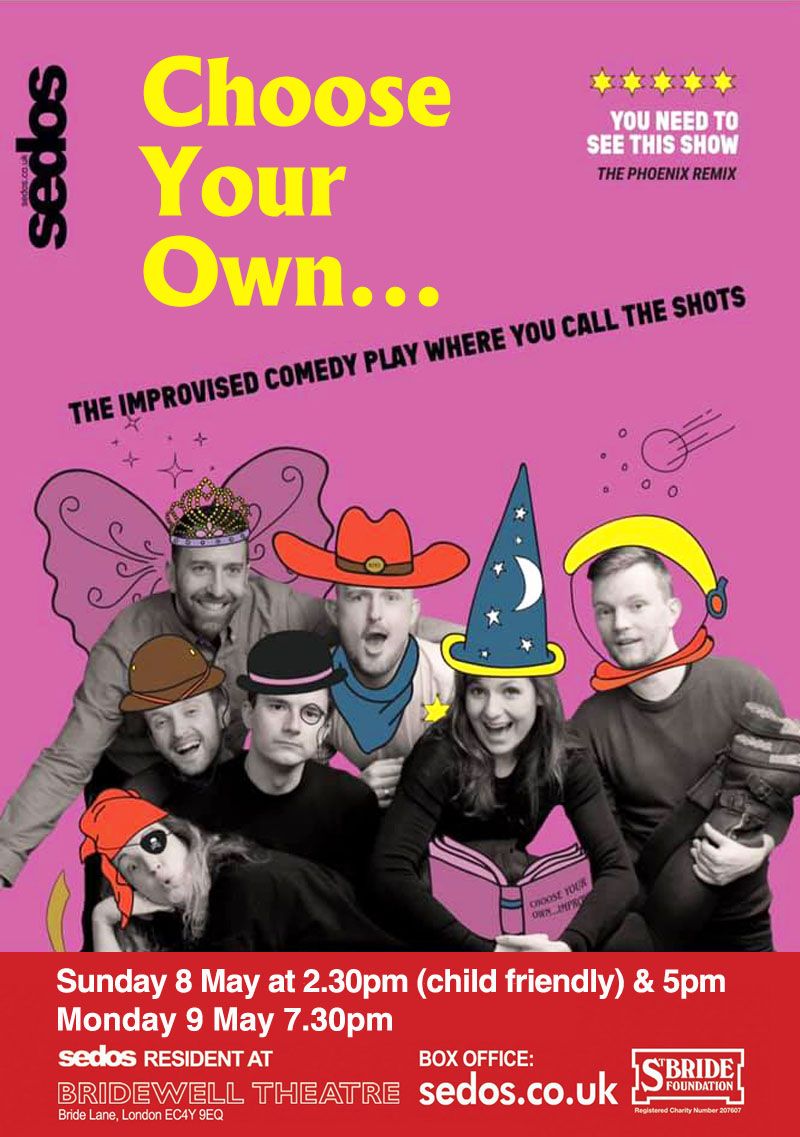 sedos
sedos.co.uk
Choose
Your
Own...
YOU NEED TO
SEE THIS SHOW
THE PHOENIX REMIX
THE IMPROVISED COMEDY PLAY WHERE YOU CALL THE SHOTS
CHOOSE YOUR
OWN...IMPRO
Sunday 8 May at 2.30pm (child friendly) & 5pm
Monday 9 May 7.30pm
sedos RESIDENT AT
BRIDEWELL THEATRE
Bride Lane, London EC4Y 9EQ
BOX OFFICE:
sedos.co.uk
ST BRIDE
FOUNDATION
Registered Charity Number 207607